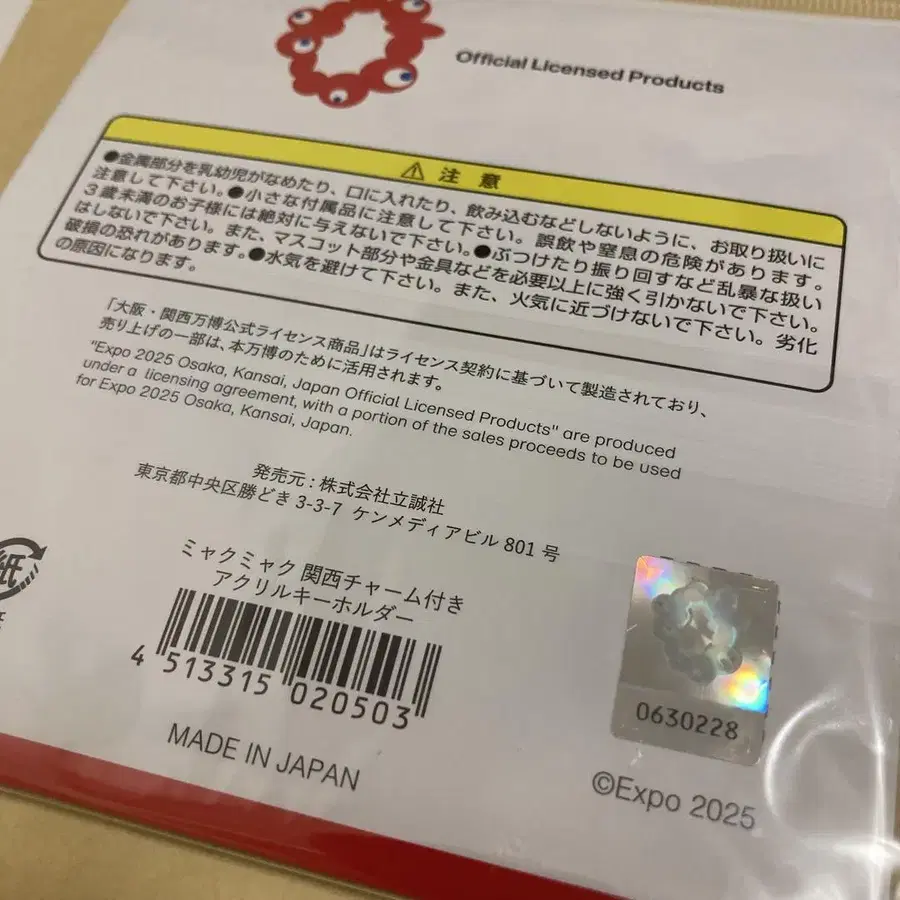 Official Licensed Products
注意
●金属部分を乳幼児がなめたり、口に入れたり、飲み込むなどしないように、お取り扱いに
注意して下さい。●小さな付属品に注意して下さい。誤飲や窒息の危険があります。
3歳未満のお子様には絶対に与えないで下さい。●ぶつけたり振り回すなど乱暴な扱い
はしないで下さい。また、マスコット部分や金具などを必要以上に強く引かないで下さい。
破損の恐れがあります。●水気を避けて下さい。また、火気に近づけないで下さい。劣化
の原因になります。
「大阪・関西万博公式ライセンス商品」はライセンス契約に基づいて製造されており、
売り上げの一部は、本万博のために活用されます。
"Expo 2025 Osaka, Kansai, Japan Official Licensed Products" are produced
under a licensing agreement, with a portion of the sales proceeds to be used
for Expo 2025 Osaka, Kansai, Japan.
発売元:株式会社立誠社
東京都中央区勝どき 3-3-7 ケンメディアビル 801 号
紙
ミャクミャク 関西チャーム付き
アクリルキーホルダー
4 513315 020503
0630228
MADE IN JAPAN
©Expo 2025